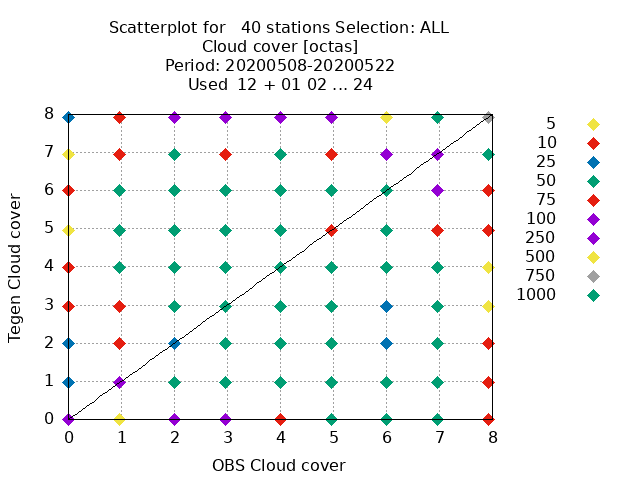 Scatterplot for   40 stations Selection: ALL
Cloud cover [octas]
Period: 20200508-20200522
Used  12 + 01 02 ... 24
8
7
6
5
4
3
2
1
0
Tegen Cloud cover
0 1 2 3 4 5 6 7 8
OBS Cloud cover
5
10
25
50
75
100
250
500
750
1000